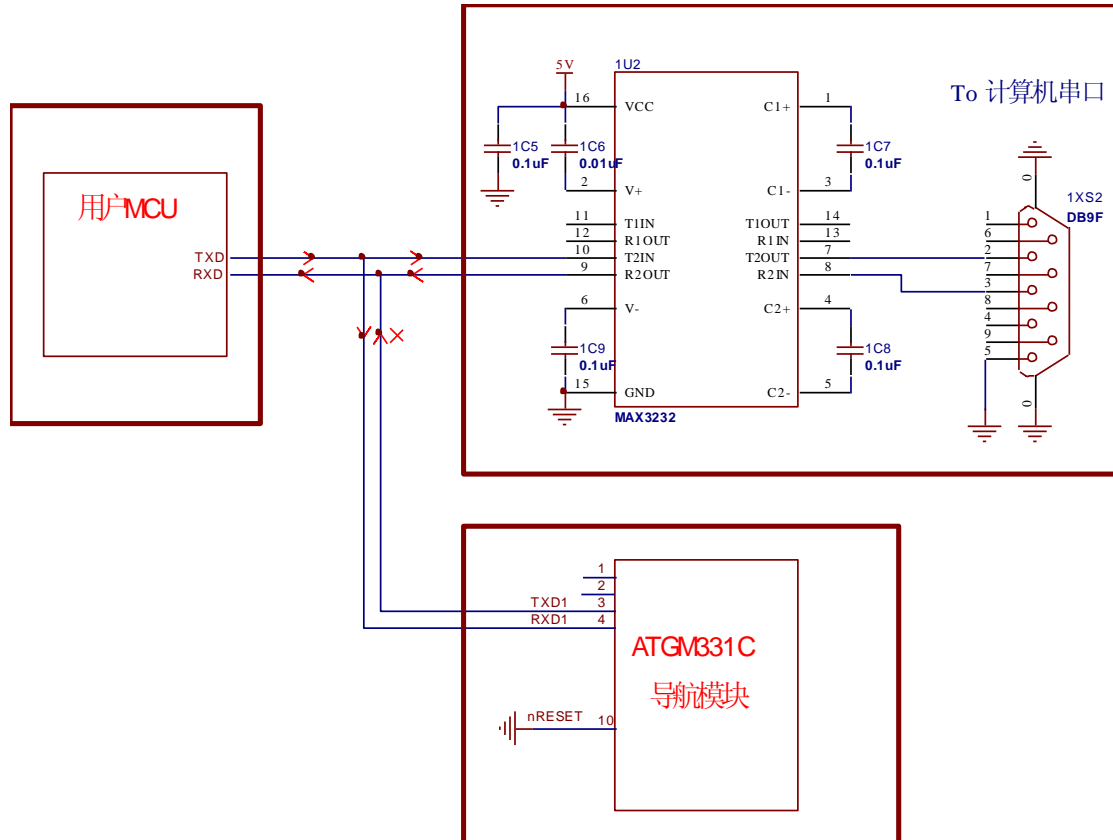 To 计算机串口
5V
1U2
16
VCC
C1+
1
1C5
0.1uF
1C6
0.01uF
1C7
0.1uF
2
V+
C1-
3
11
T1IN
T1OUT
14
12
R1OUT
R1IN
13
10
T2IN
T2OUT
7
9
R2OUT
R2IN
8
6
V-
C2+
4
1C9
0.1uF
1C8
0.1uF
15
GND
C2-
5
MAX3232
用户MCU
TXD
RXD
0
1XS2
DB9F
1
6
2
7
3
8
4
9
5
0
1
2
TXD1
3
RXD1
4
ATGM331C
导航模块
nRESET
10